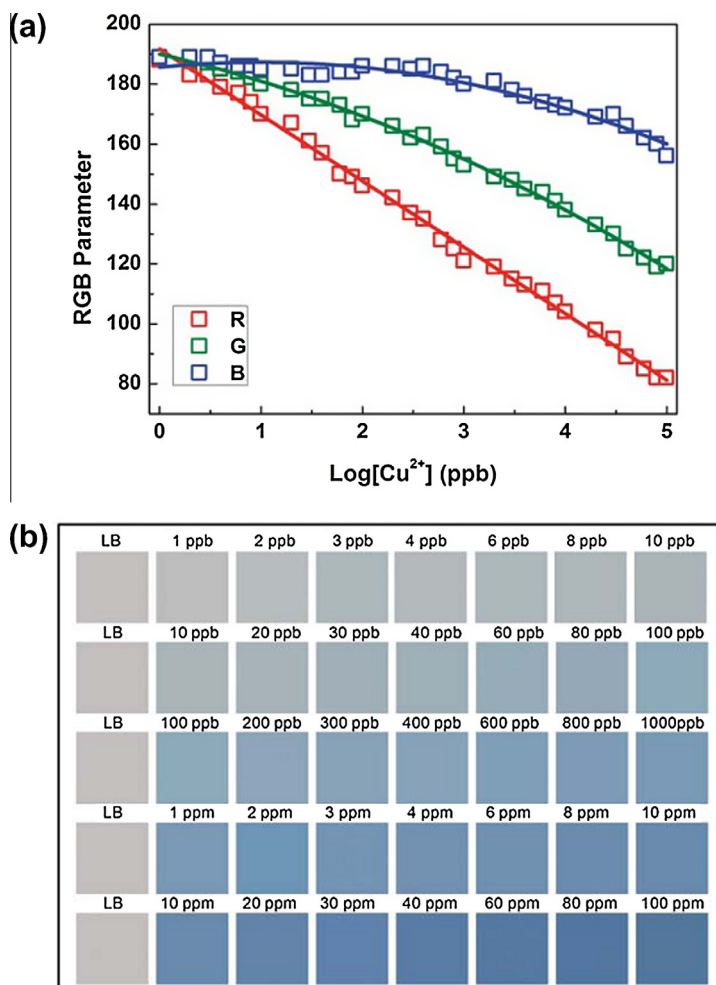 (a)
200
180
160
140
120
100
80
RGB Parameter
R
G
B
0 1 2 3 4 5
Log[Cu²⁺] (ppb)
(b)
LB 1 ppb 2 ppb 3 ppb 4 ppb 6 ppb 8 ppb 10 ppb
LB 10 ppb 20 ppb 30 ppb 40 ppb 60 ppb 80 ppb 100 ppb
LB 100 ppb 200 ppb 300 ppb 400 ppb 600 ppb 800 ppb 1000ppb
LB 1 ppm 2 ppm 3 ppm 4 ppm 6 ppm 8 ppm 10 ppm
LB 10 ppm 20 ppm 30 ppm 40 ppm 60 ppm 80 ppm 100 ppm